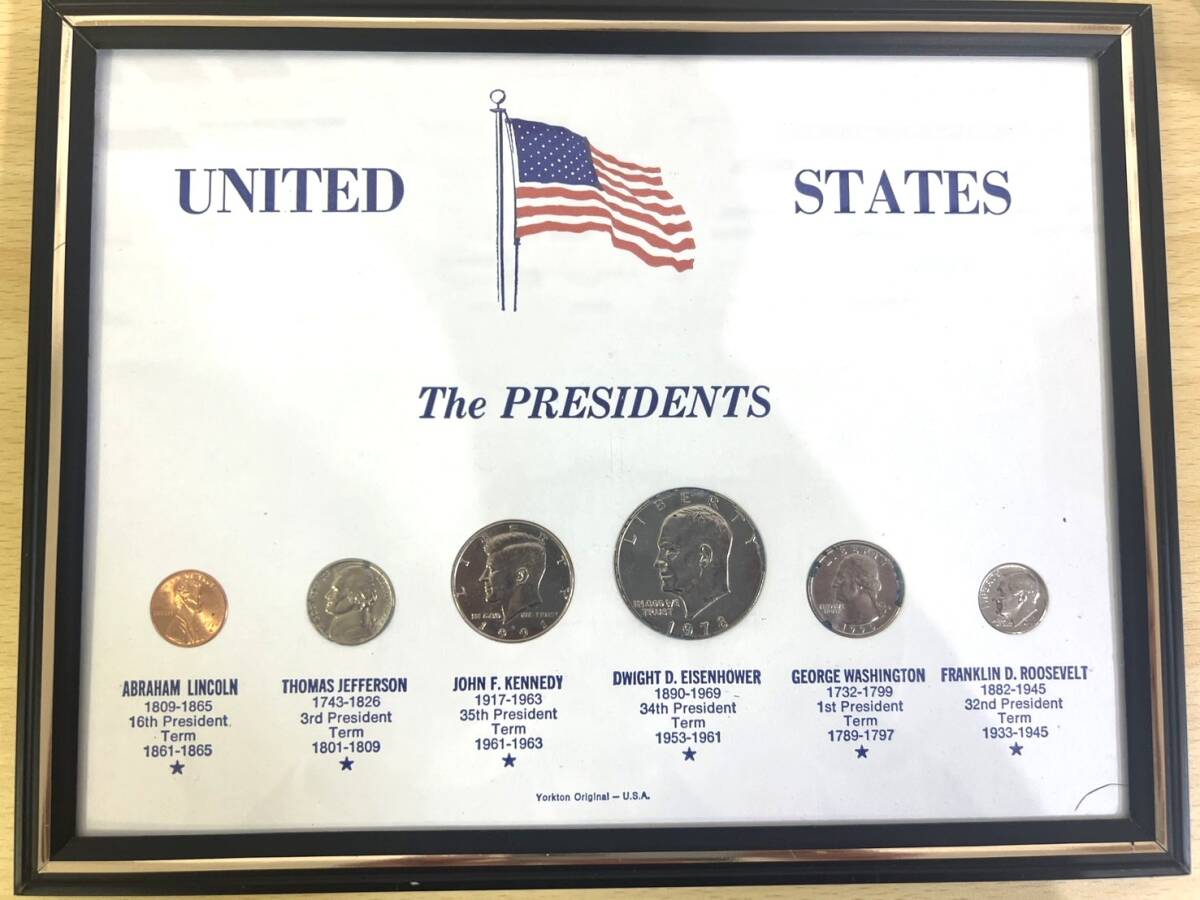 UNITED STATES
The PRESIDENTS
LIBERTY
IN GOD WE TRUST
LIBERTY
IN GOD WE TRUST
1978
LIBERTY
ABRAHAM LINCOLN
1809-1865
16th President
Term
1861-1865
THOMAS JEFFERSON
1743-1826
3rd President
Term
1801-1809
JOHN F. KENNEDY
1917-1963
35th President
Term
1961-1963
DWIGHT D. EISENHOWER
1890-1969
34th President
Term
1953-1961
GEORGE WASHINGTON
1732-1799
1st President
Term
1789-1797
FRANKLIN D. ROOSEVELT
1882-1945
32nd President
Term
1933-1945
Yorkton Original – U.S.A.